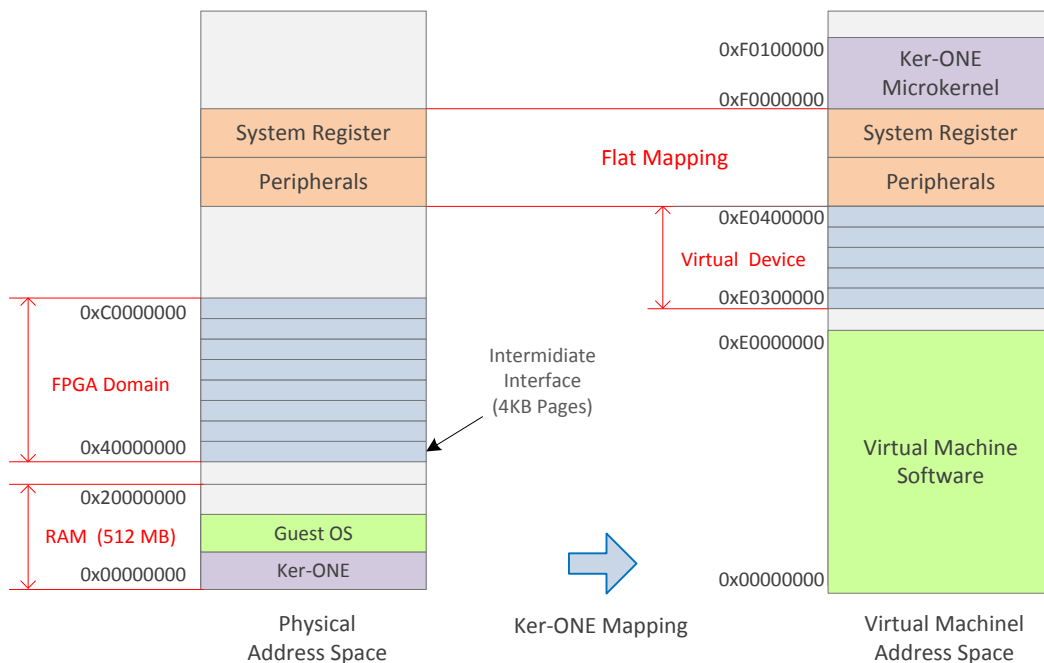 0xF0100000
Ker-ONE
Microkernel
0xF0000000
System Register
System Register
Flat Mapping
Peripherals
Peripherals
0xE0400000
Virtual Device
0xE0300000
0xC0000000
0xE0000000
Intermidiate
Interface
(4KB Pages)
FPGA Domain
0x40000000
Virtual Machine
Software
0x20000000
RAM (512 MB)
Guest OS
0x00000000
Ker-ONE
0x00000000
Physical
Address Space
Ker-ONE Mapping
Virtual Machinel
Address Space